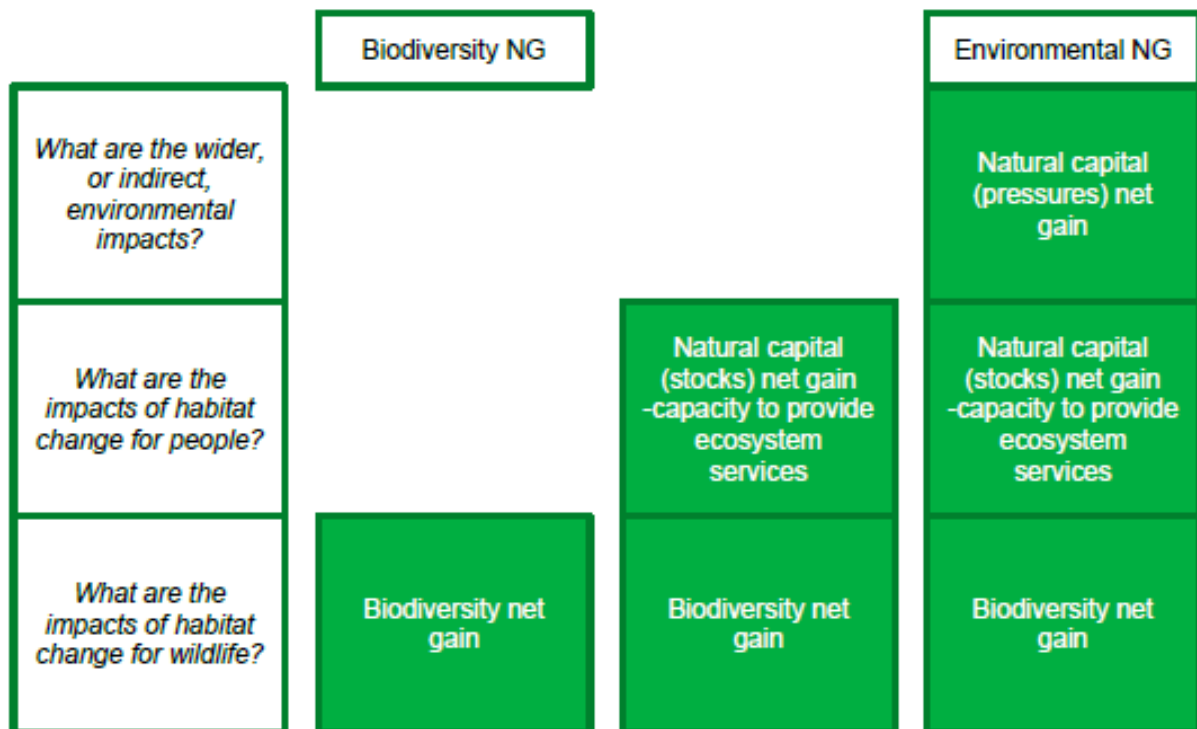 Biodiversity NG
Environmental NG
What are the wider,
or indirect,
environmental
impacts?
Natural capital
(pressures) net
gain
What are the
impacts of habitat
change for people?
Natural capital
(stocks) net gain
-capacity to provide
ecosystem
services
Natural capital
(stocks) net gain
-capacity to provide
ecosystem
services
What are the
impacts of habitat
change for wildlife?
Biodiversity net
gain
Biodiversity net
gain
Biodiversity net
gain